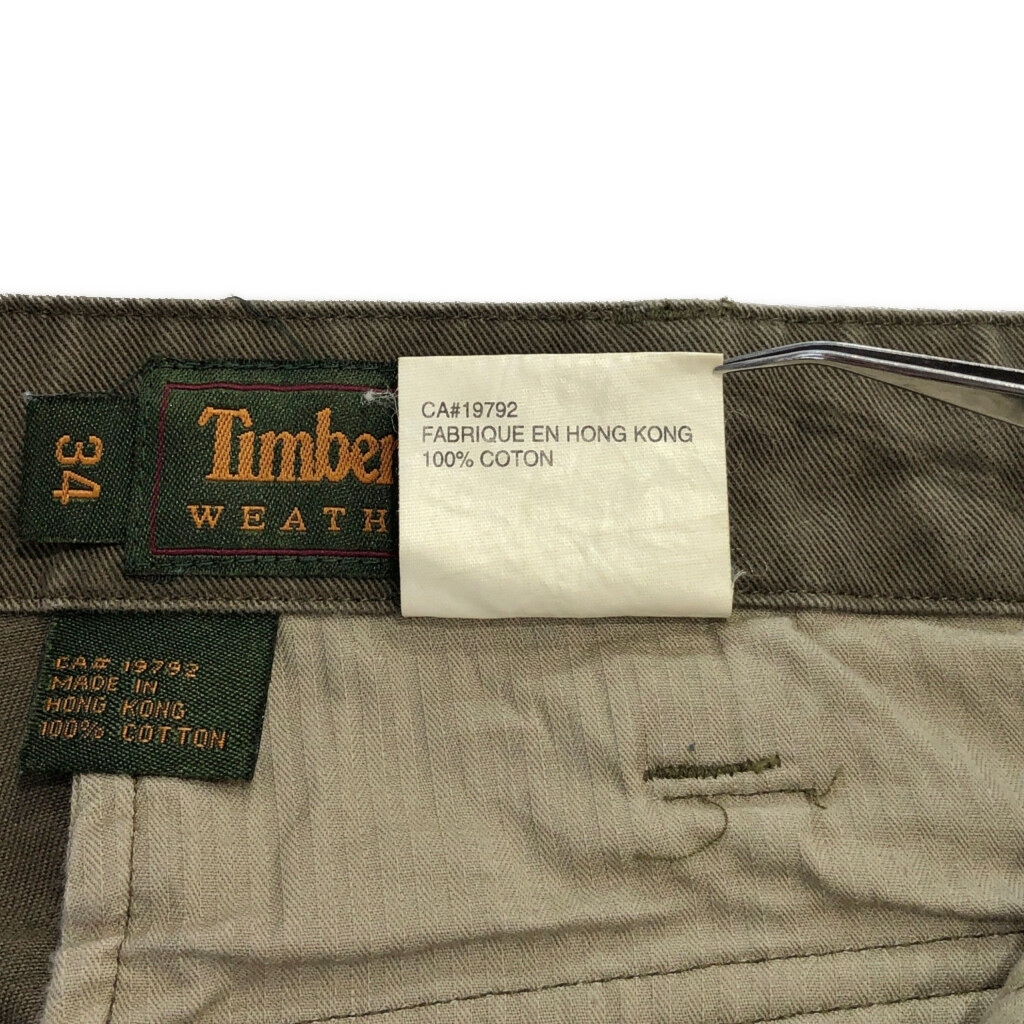 34
Timber
WEATH
CA#19792
FABRIQUE EN HONG KONG
100% COTON
CA# 19792
MADE IN
HONG KONG
100% COTTON